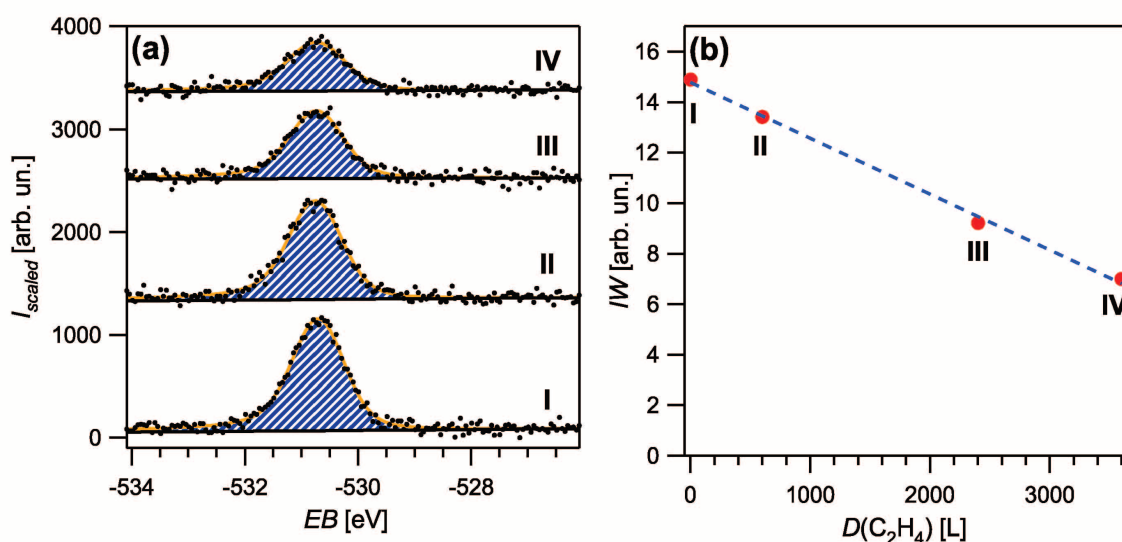 (a)
4000
3000
2000
1000
0
I_scaled [arb. un.]
IV
III
II
I
-534
-532
-530
-528
EB [eV]
(b)
16
14
12
10
8
6
4
2
0
IW [arb. un.]
I
II
III
IV
0
1000
2000
3000
D(C₂H₄) [L]